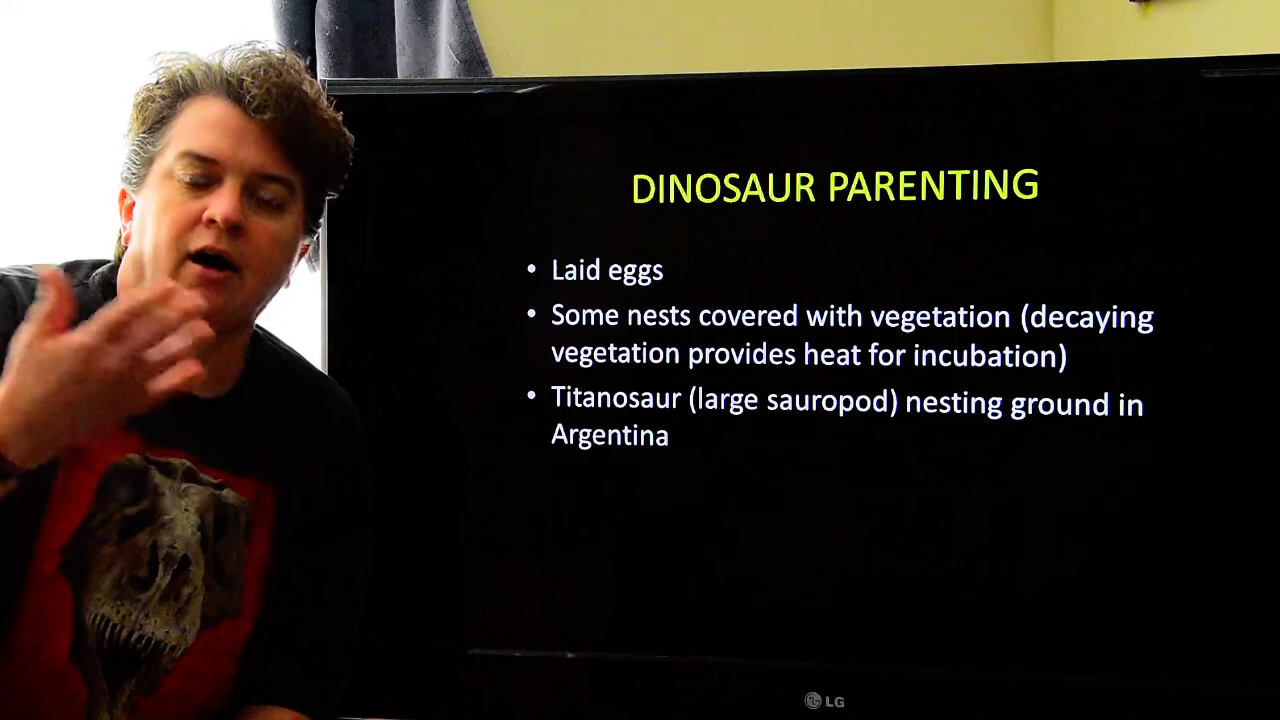 DINOSAUR PARENTING
• Laid eggs
• Some nests covered with vegetation (decaying
vegetation provides heat for incubation)
• Titanosaur (large sauropod) nesting ground in
Argentina
LG